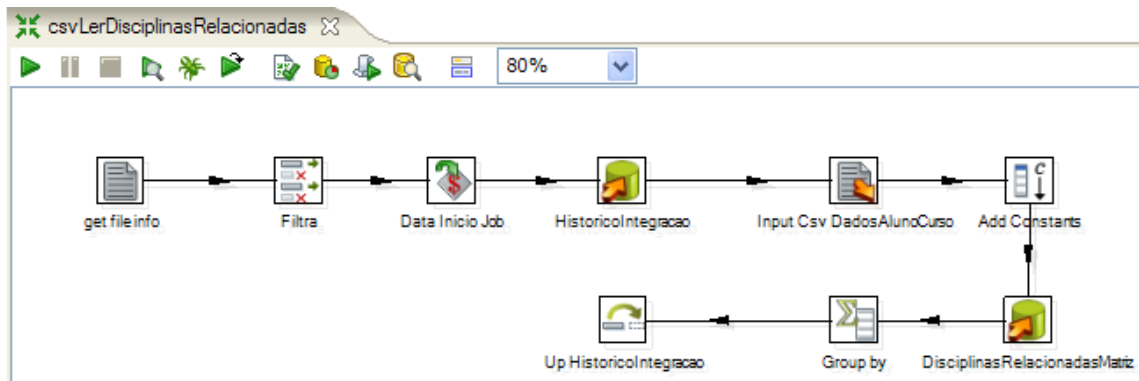 csvLerDisciplinasRelacionadas
80%
get file info
Filtra
Data Inicio Job
HistoricoIntegracao
Input Csv DadosAlunoCurso
Add Constants
Up HistoricoIntegracao
Group by
DisciplinasRelacionadasMatriz